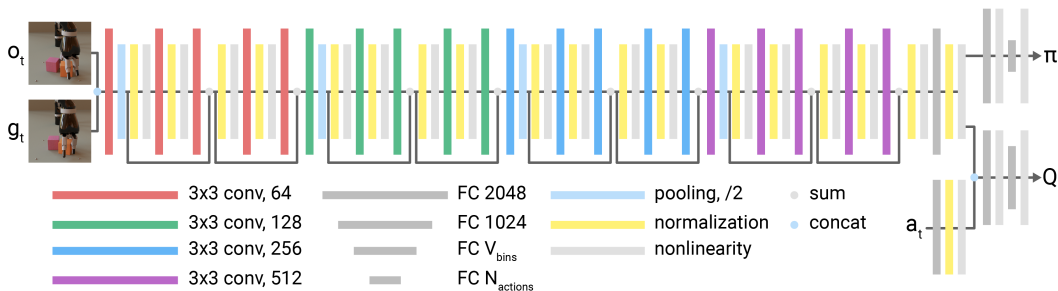 o_t
g_t
π
Q
a_t
3x3 conv, 64
3x3 conv, 128
3x3 conv, 256
3x3 conv, 512
FC 2048
FC 1024
FC V_bins
FC N_actions
pooling, /2
normalization
nonlinearity
sum
concat